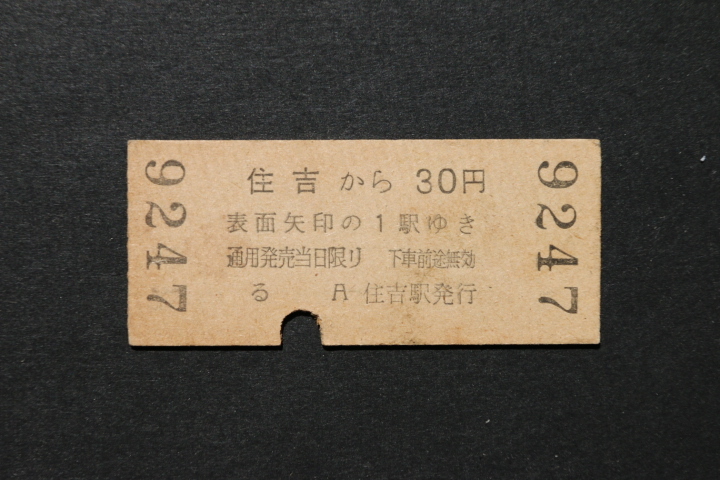 9247
住吉 から 30円
表面矢印の1駅ゆき
通用発売当日限り 下車前途無効
る A 住吉駅発行
9247